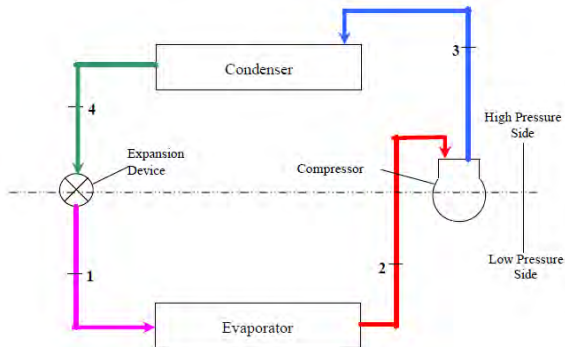 3
Condenser
4
High Pressure
Side
Expansion
Device
Compressor
1
2
Low Pressure
Side
Evaporator